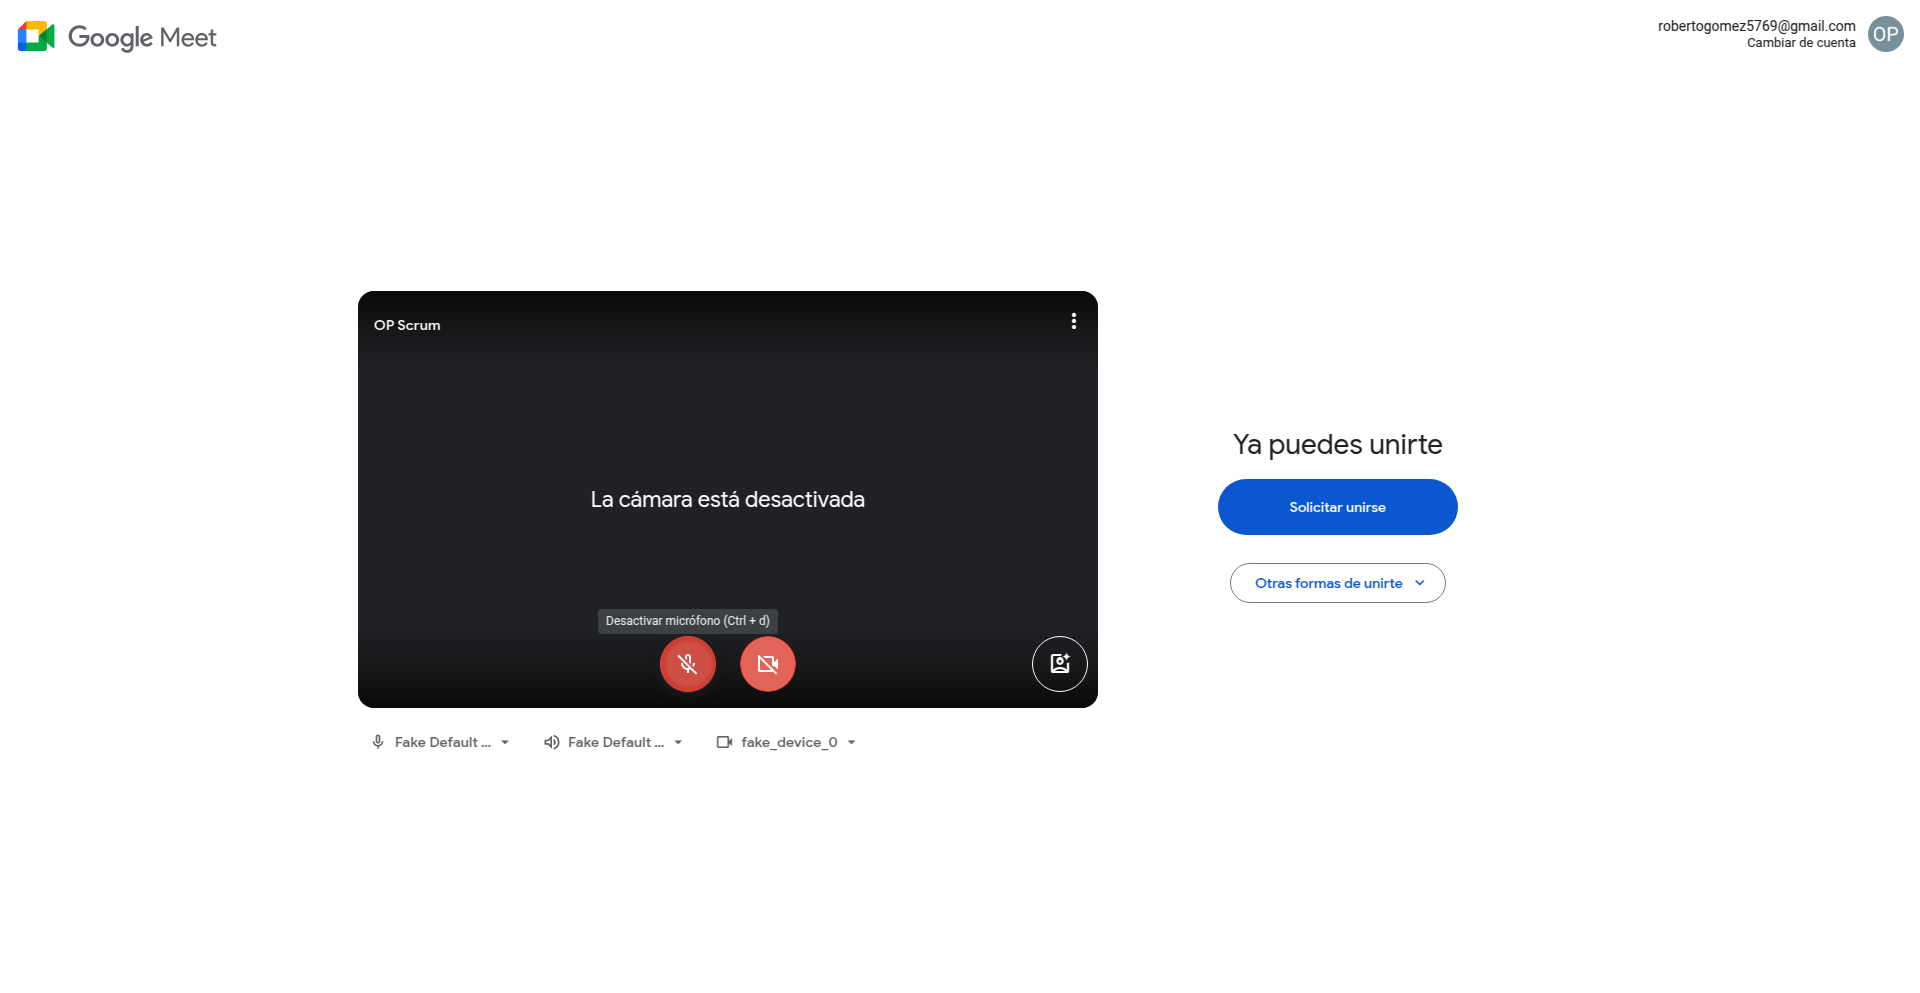 Google Meet
robertogomez5769@gmail.com
Cambiar de cuenta
OP
OP Scrum
La cámara está desactivada
Desactivar micrófono (Ctrl + d)
Fake Default ...
Fake Default ...
fake_device_0
Ya puedes unirte
Solicitar unirse
Otras formas de unirte